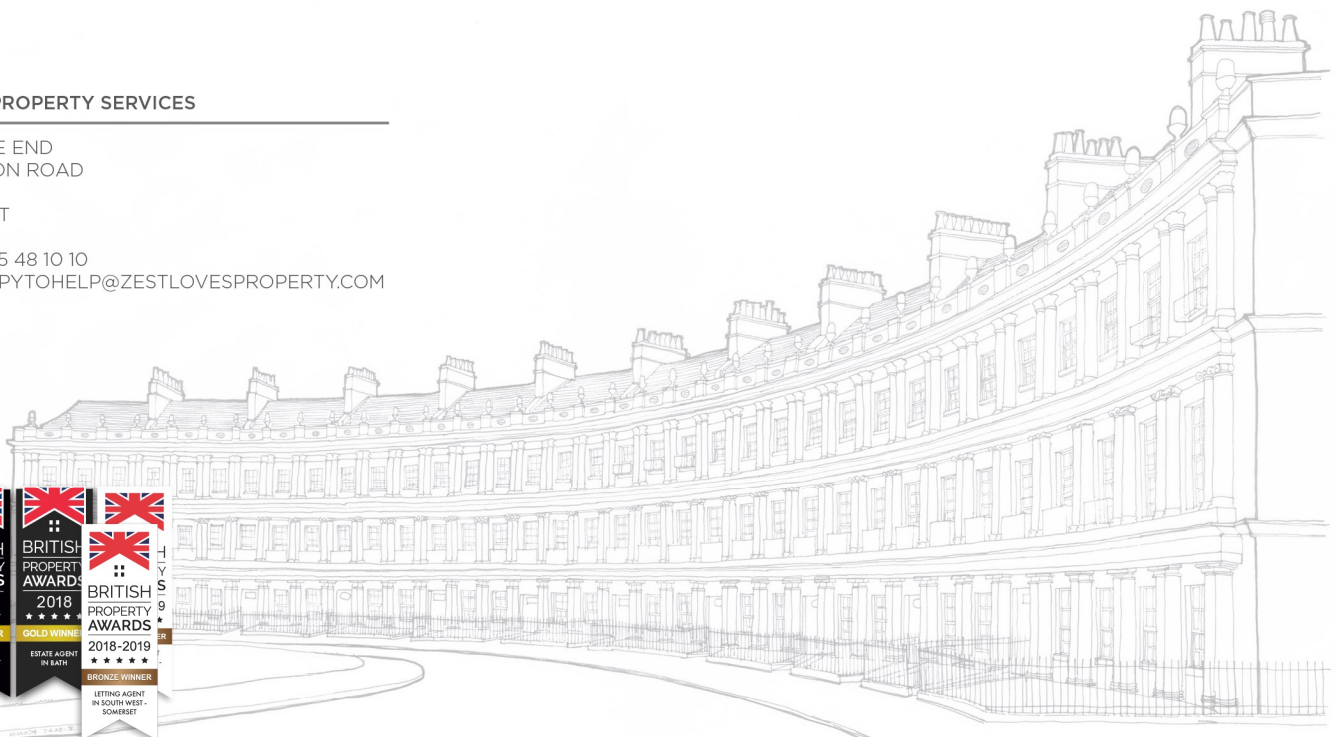 PROPERTY SERVICES
E END
ON ROAD
T
5 48 10 10
PYTOHELP@ZESTLOVESPROPERTY.COM
BRITISH
PROPERTY
AWARDS
2018
GOLD WINNER
ESTATE AGENT
IN BATH
BRITISH
PROPERTY
AWARDS
2018-2019
BRONZE WINNER
LETTING AGENT
IN SOUTH WEST -
SOMERSET